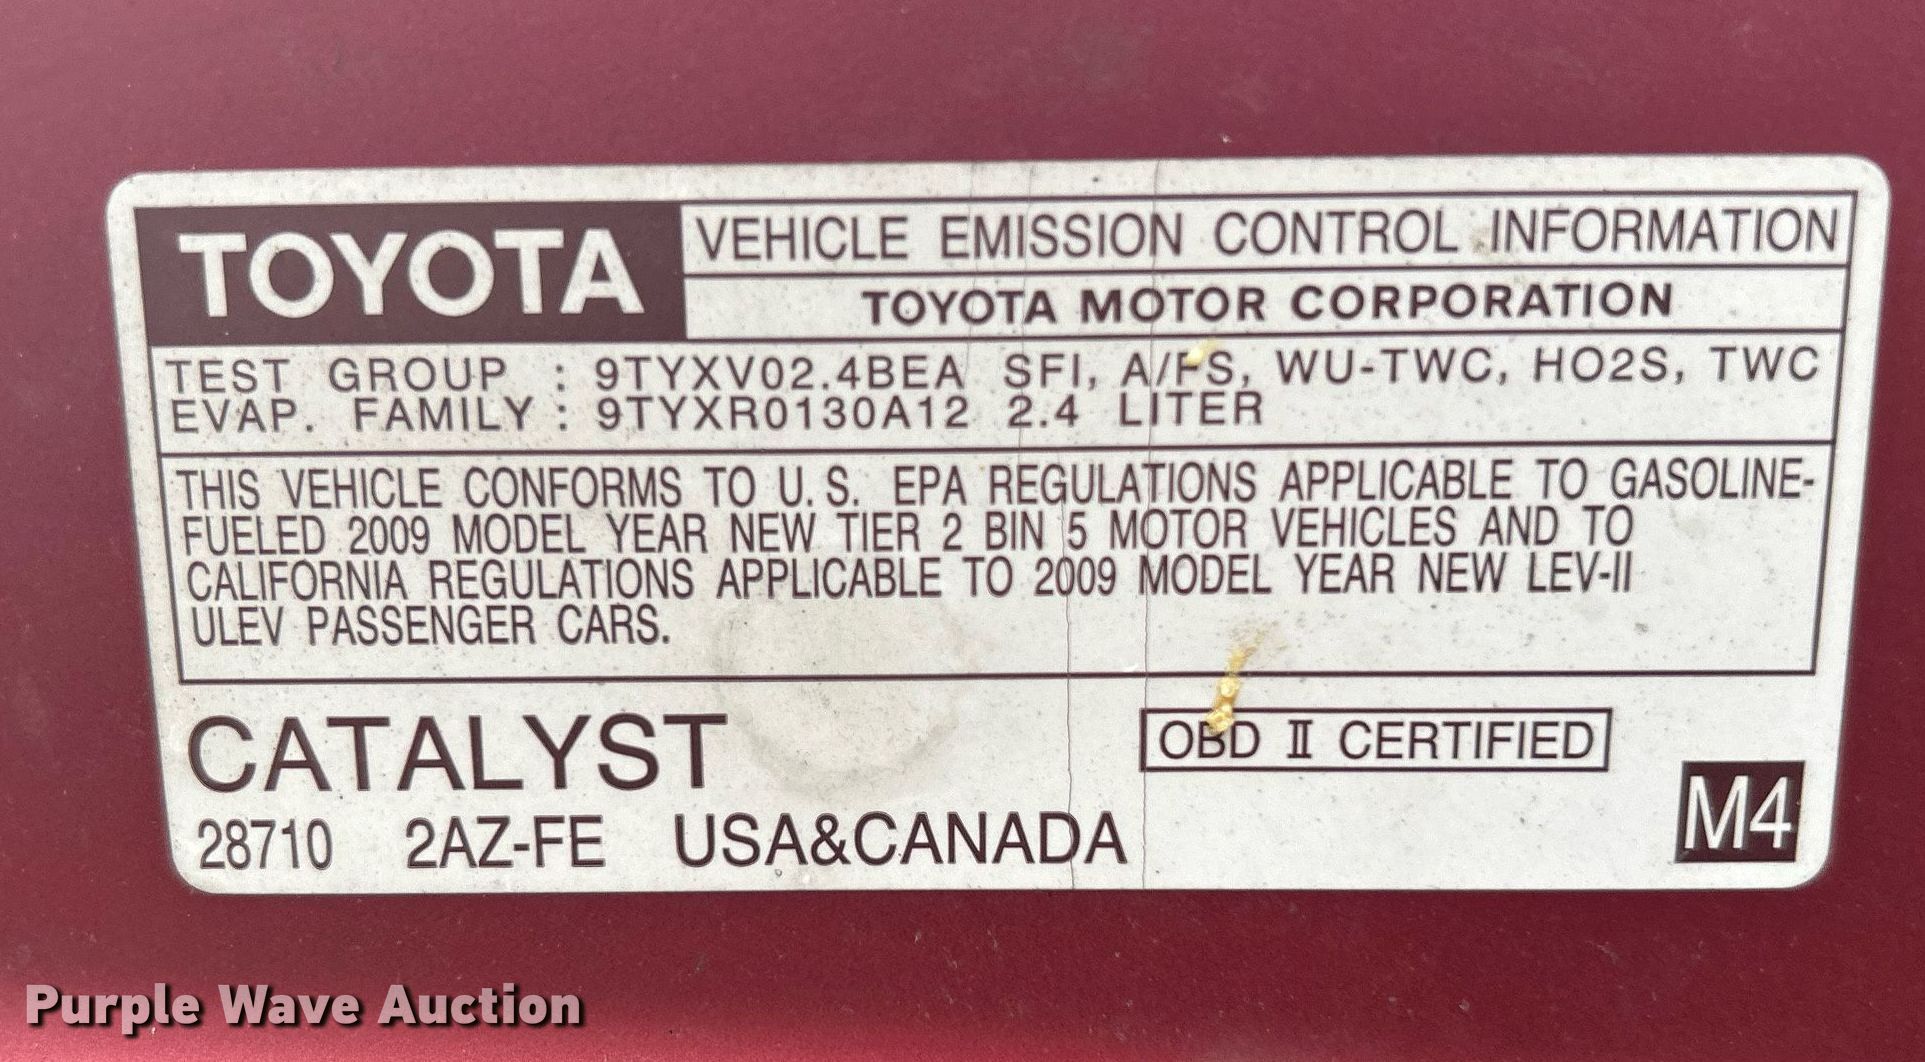 TOYOTA VEHICLE EMISSION CONTROL INFORMATION
TOYOTA MOTOR CORPORATION
TEST GROUP : 9TYXV02.4BEA SFI, A/FS, WU-TWC, HO2S, TWC
EVAP. FAMILY : 9TYXR0130A12 2.4 LITER
THIS VEHICLE CONFORMS TO U. S. EPA REGULATIONS APPLICABLE TO GASOLINE-
FUELED 2009 MODEL YEAR NEW TIER 2 BIN 5 MOTOR VEHICLES AND TO
CALIFORNIA REGULATIONS APPLICABLE TO 2009 MODEL YEAR NEW LEV-II
ULEV PASSENGER CARS.
CATALYST
OBD II CERTIFIED
28710 2AZ-FE USA&CANADA
M4
Purple Wave Auction